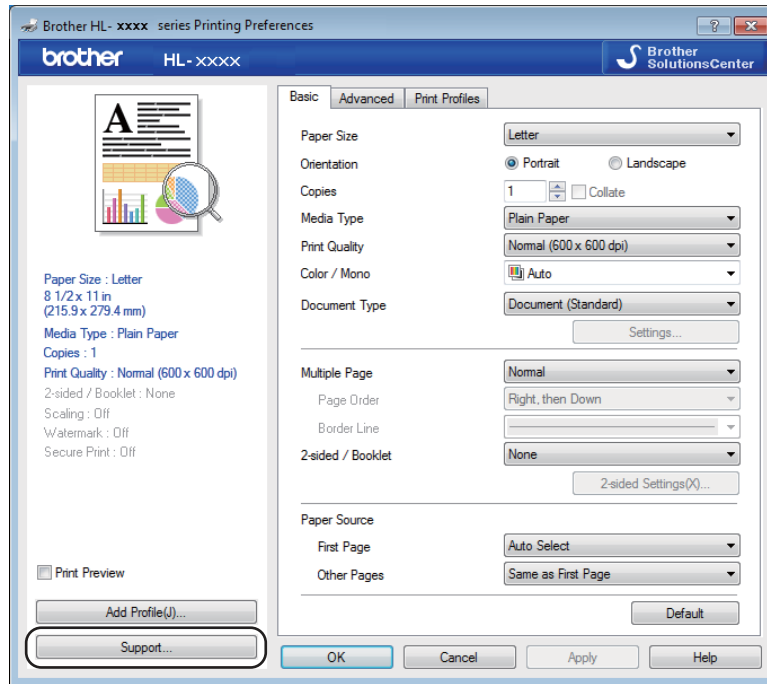 Brother HL- xxxx series Printing Preferences
brother HL-xxxx
Brother
SolutionsCenter
A
Paper Size : Letter
8 1/2 x 11 in
(215.9 x 279.4 mm)
Media Type : Plain Paper
Copies : 1
Print Quality : Normal (600 x 600 dpi)
2-sided / Booklet : None
Scaling : Off
Watermark : Off
Secure Print : Off
Print Preview
Add Profile(J)...
Support...
Basic Advanced Print Profiles
Paper Size Letter
Orientation Portrait Landscape
Copies 1 Collate
Media Type Plain Paper
Print Quality Normal (600 x 600 dpi)
Color / Mono Auto
Document Type Document (Standard)
Settings...
Multiple Page Normal
Page Order Right, then Down
Border Line
2-sided / Booklet None
2-sided Settings(X)...
Paper Source
First Page Auto Select
Other Pages Same as First Page
Default
OK Cancel Apply Help